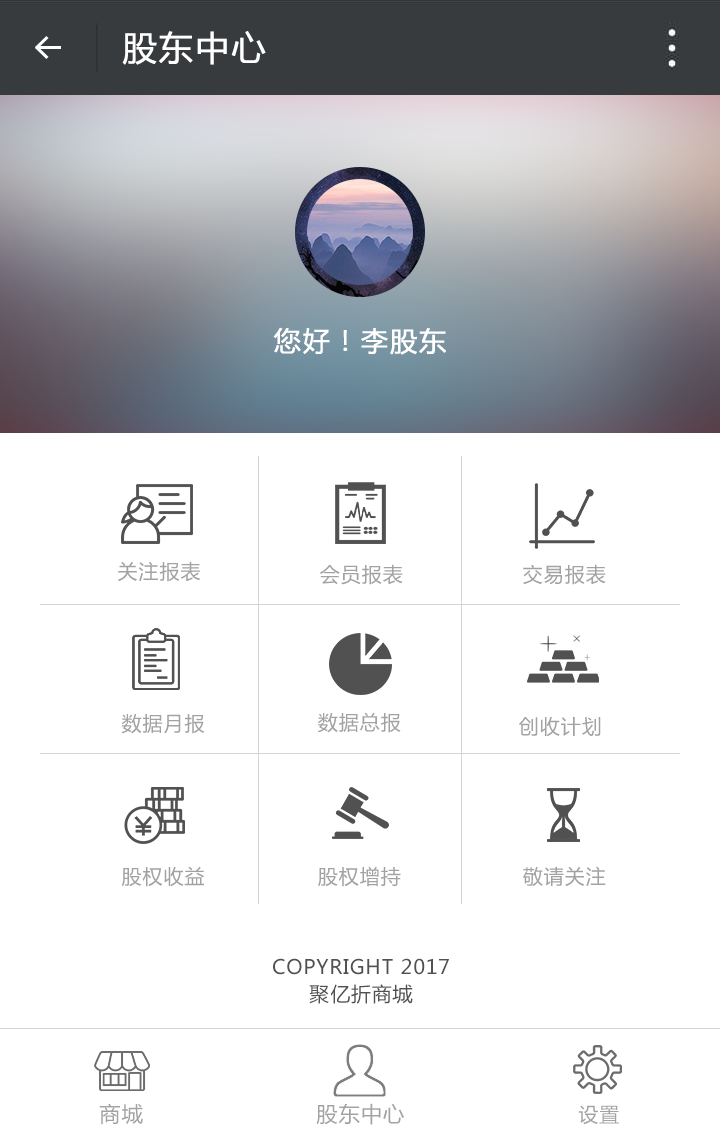 股东中心
您好！李股东
关注报表
会员报表
交易报表
数据月报
数据总报
创收计划
¥
股权收益
股权增持
敬请关注
COPYRIGHT 2017
聚亿折商城
商城
股东中心
设置